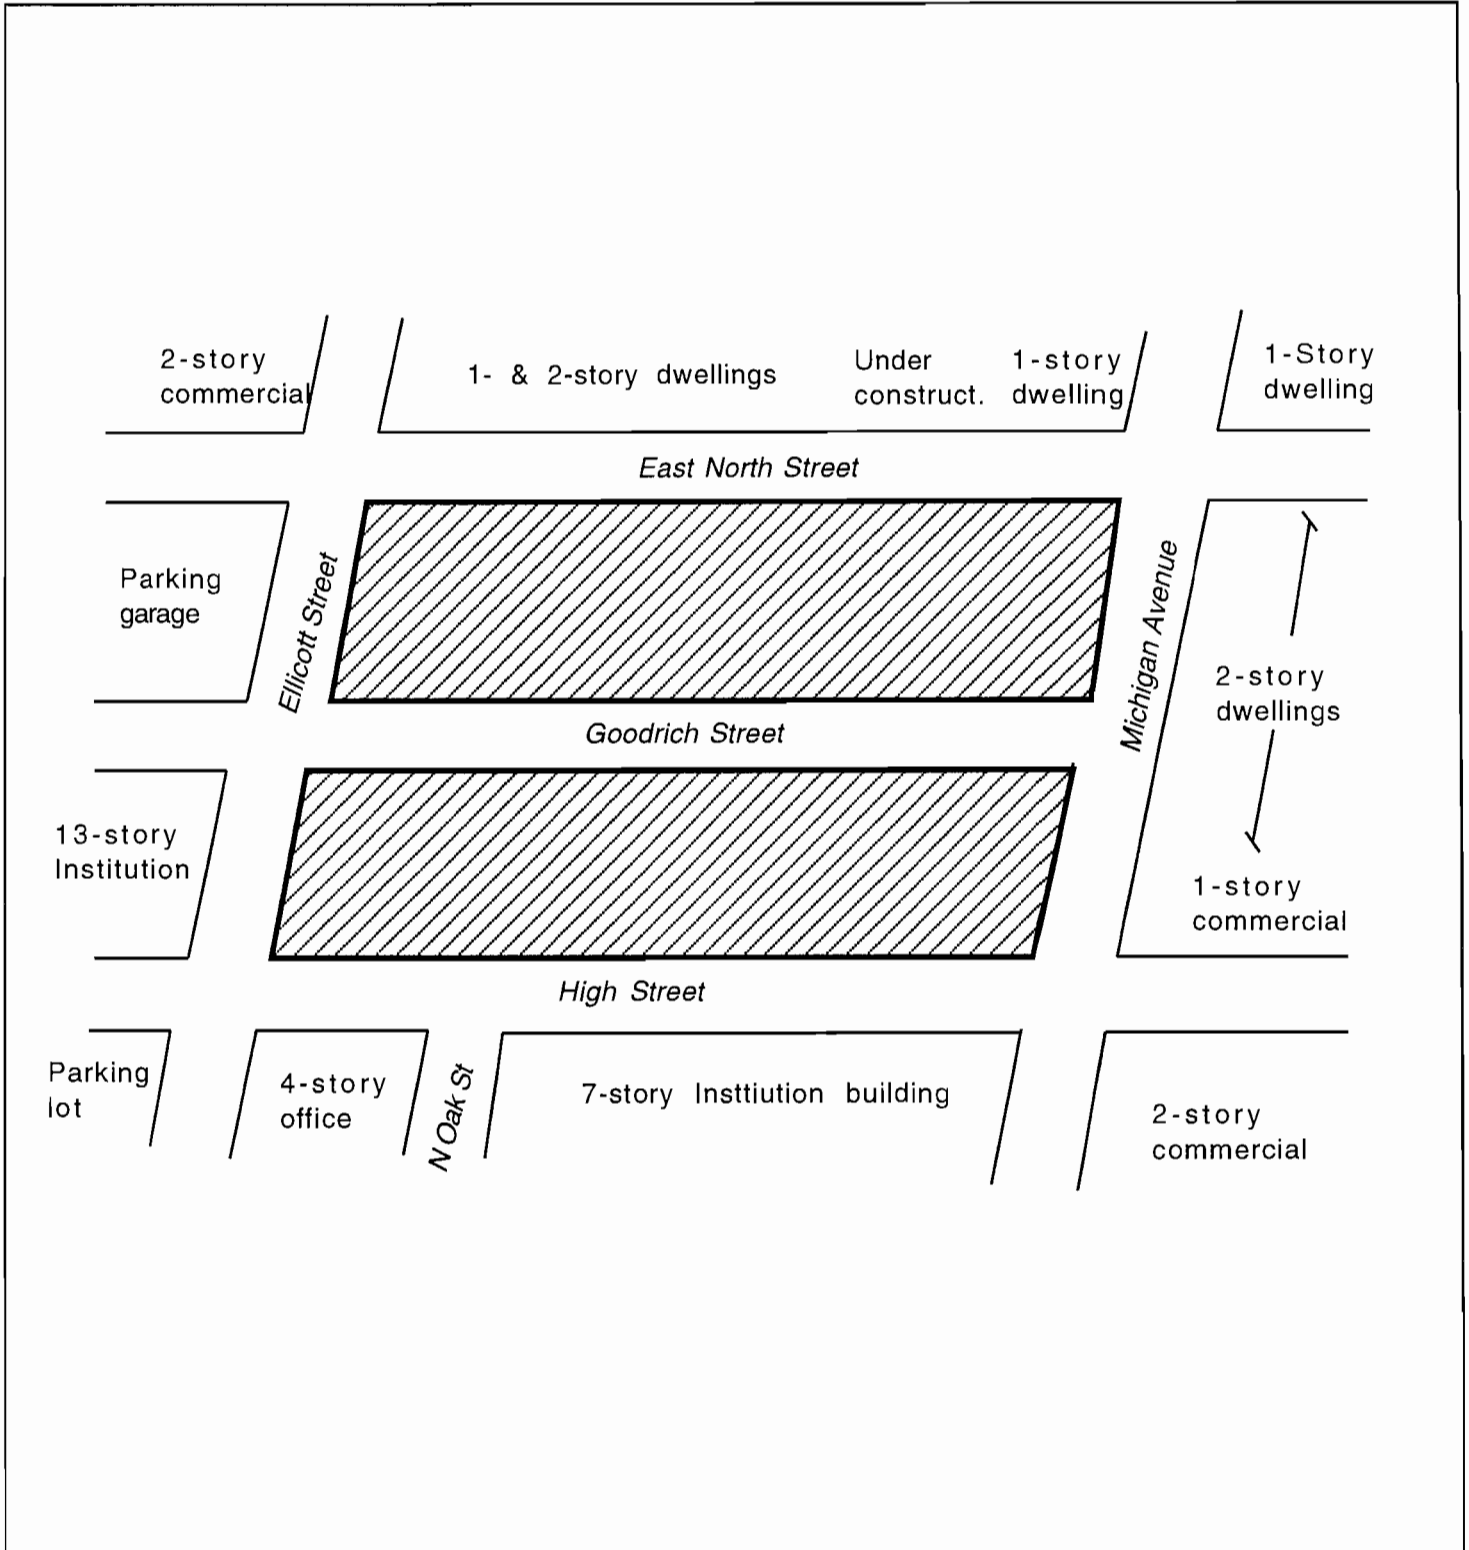 2-story
commercial
1- & 2-story dwellings
Under
construct.
1-story
dwelling
1-Story
dwelling
East North Street
Parking
garage
Ellicott Street
Michigan Avenue
2-story
dwellings
Goodrich Street
13-story
Institution
1-story
commercial
High Street
Parking
lot
4-story
office
N Oak St
7-story Insttiution building
2-story
commercial